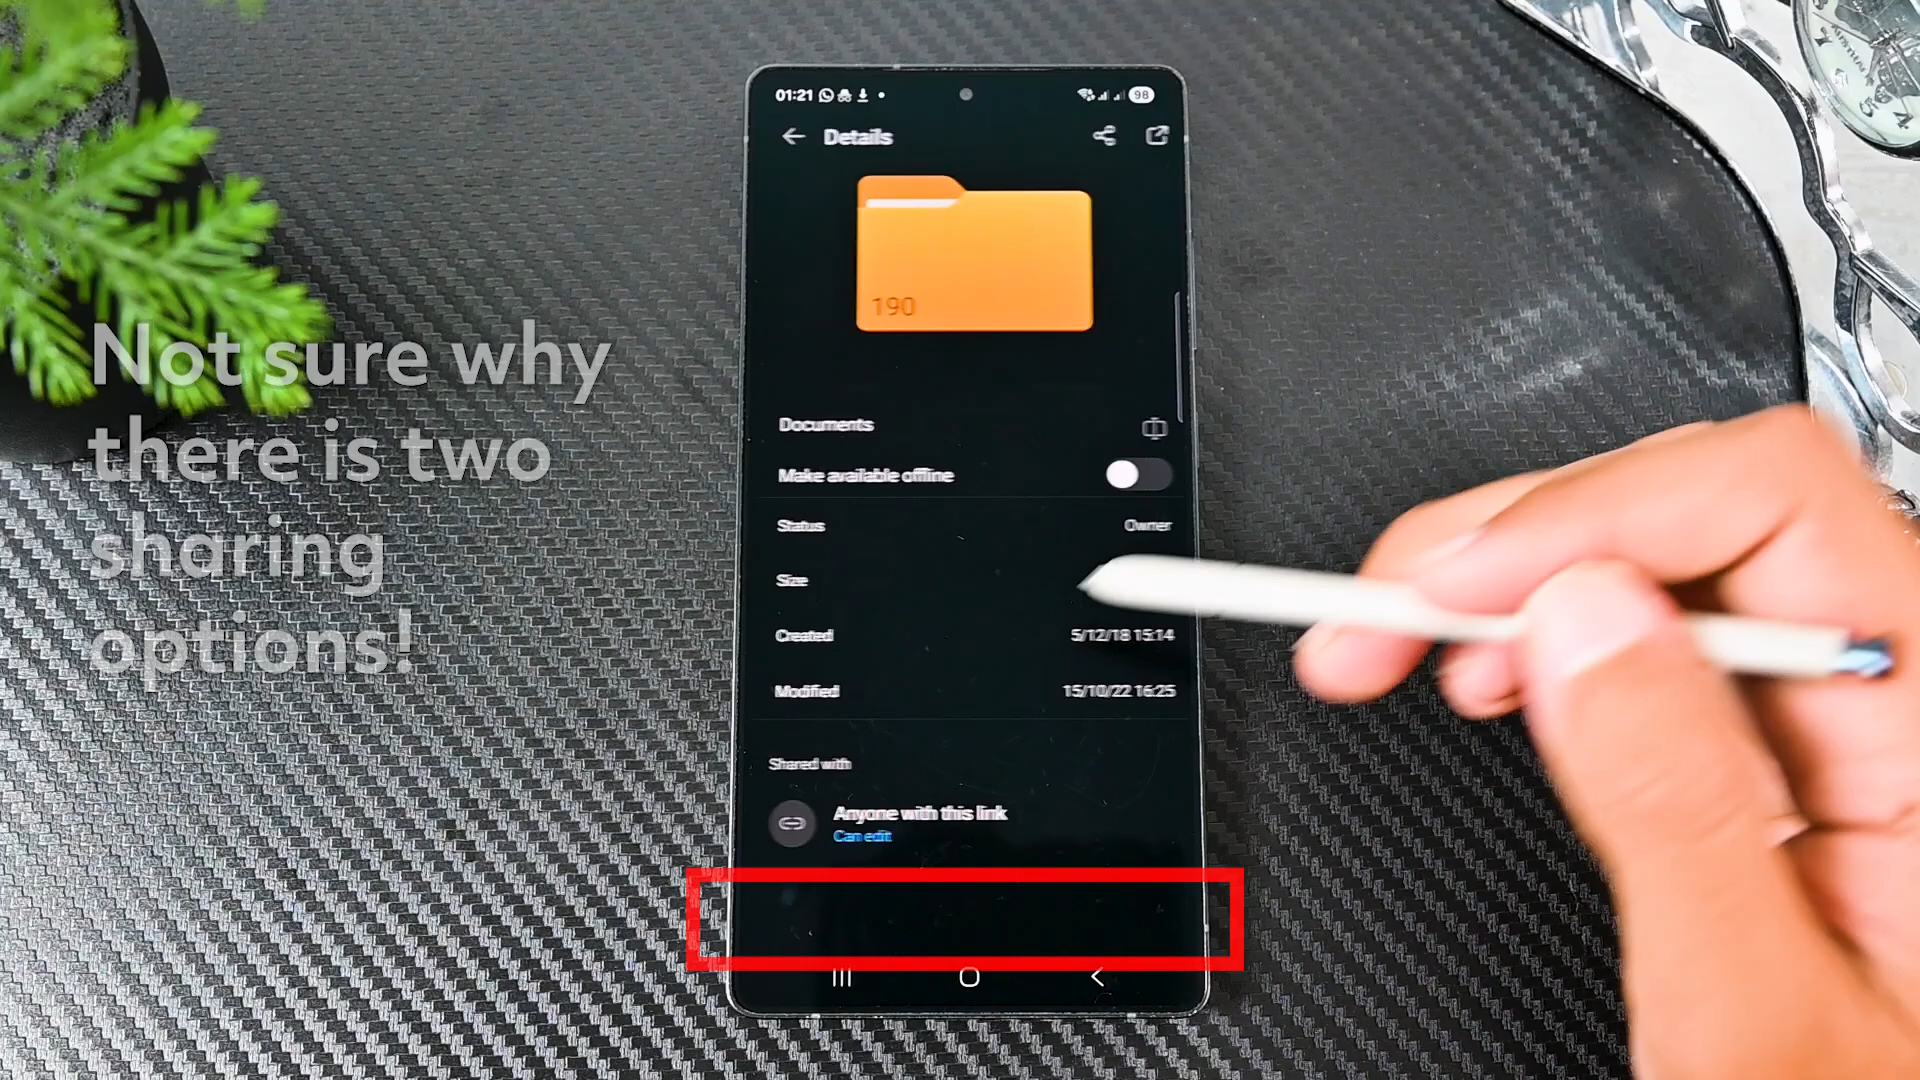 01:21
98
Details
190
Not sure why
there is two
sharing
options!
Documents
Make available offline
Status
Owner
Size
Created
5/12/18 15:14
Modified
15/10/22 16:25
Shared with
Anyone with this link
Can edit